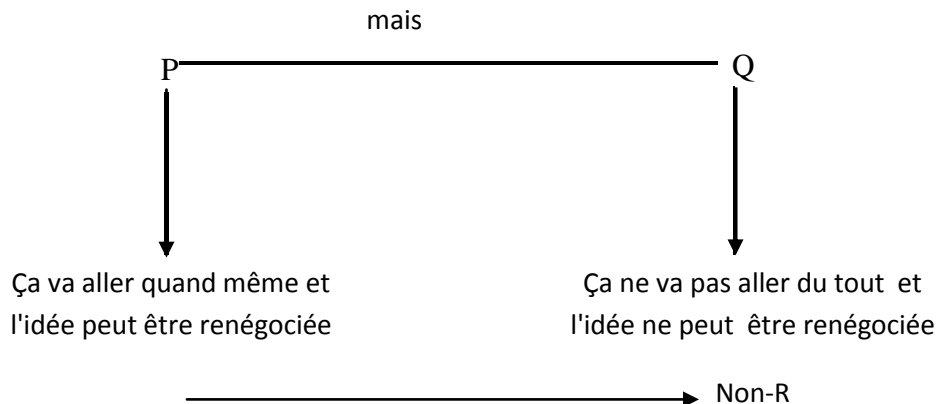 mais
P Q
Ça va aller quand même et Ça ne va pas aller du tout et
l'idée peut être renégociée l'idée ne peut être renégociée
Non-R